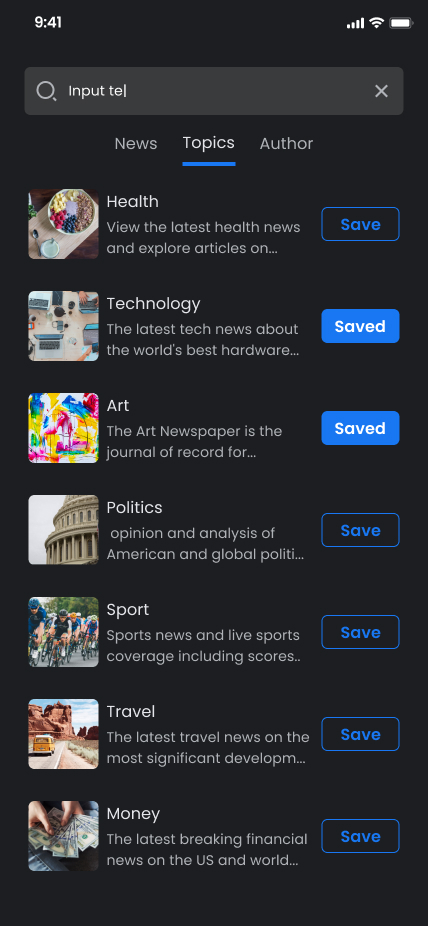 9:41
Input te
News Topics Author
Health
View the latest health news
and explore articles on...
Save
Technology
The latest tech news about
the world's best hardware...
Saved
Art
The Art Newspaper is the
journal of record for...
Saved
Politics
opinion and analysis of
American and global politi...
Save
Sport
Sports news and live sports
coverage including scores..
Save
Travel
The latest travel news on the
most significant developm...
Save
Money
The latest breaking financial
news on the US and world...
Save